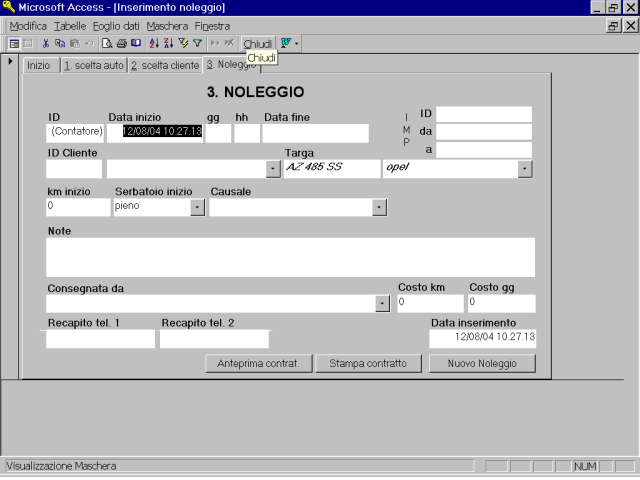 Microsoft Access - [Inserimento noleggio]
Modifica Tabelle Foglio dati Maschera Finestra
Chiudi
Chiudi
Inizio 1. scelta auto 2. scelta cliente 3. Noleggio
3. NOLEGGIO
ID Data inizio gg hh Data fine I M P ID
(Contatore) 12/08/04 10.27.13 da
a
ID Cliente Targa
AZ 485 SS opel
km inizio Serbatoio inizio Causale
0 pieno
Note
Consegnata da Costo km Costo gg
0 0
Recapito tel. 1 Recapito tel. 2 Data inserimento
12/08/04 10.27.13
Anteprima contrat. Stampa contratto Nuovo Noleggio
Visualizzazione Maschera NUM